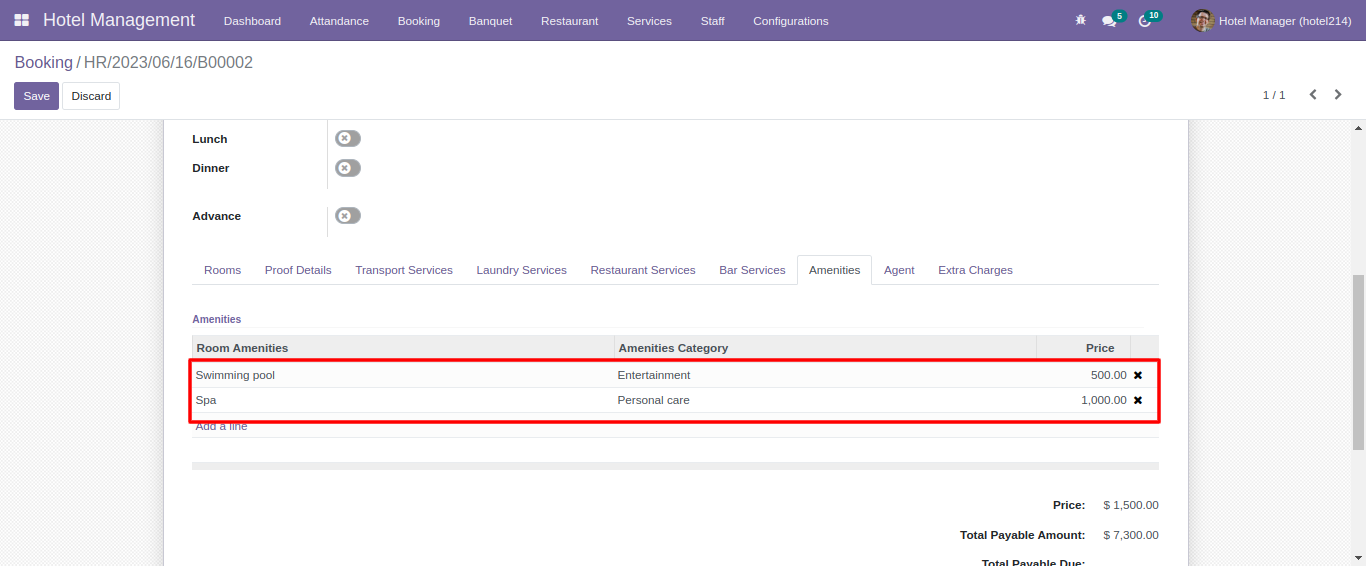 Hotel Management Dashboard Attandance Booking Banquet Restaurant Services Staff Configurations 5 10 Hotel Manager (hotel214)
Booking / HR/2023/06/16/B00002
Save Discard 1 / 1
Lunch
Dinner
Advance
Rooms Proof Details Transport Services Laundry Services Restaurant Services Bar Services Amenities Agent Extra Charges
Amenities
Room Amenities Amenities Category Price
Swimming pool Entertainment 500.00
Spa Personal care 1,000.00
Add a line
Price: $ 1,500.00
Total Payable Amount: $ 7,300.00
Total Payable Due: